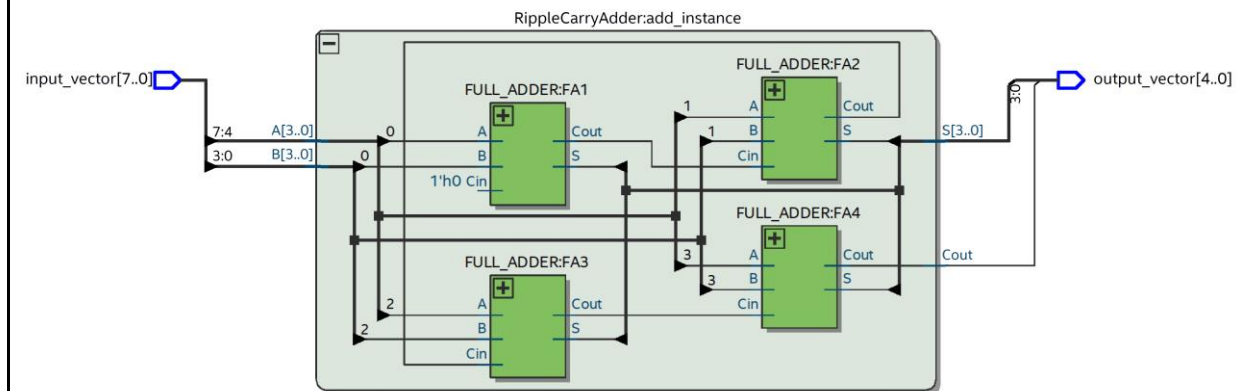 RippleCarryAdder:add_instance
input_vector[7..0]
7:4
A[3..0]
3:0
B[3..0]
0
0
FULL_ADDER:FA1
A
B
1'h0 Cin
Cout
S
FULL_ADDER:FA2
1
A
1
B
Cin
Cout
S
FULL_ADDER:FA3
2
A
2
B
Cin
Cout
S
FULL_ADDER:FA4
3
A
3
B
Cin
Cout
S
S[3..0]
Cout
3:0
output_vector[4..0]